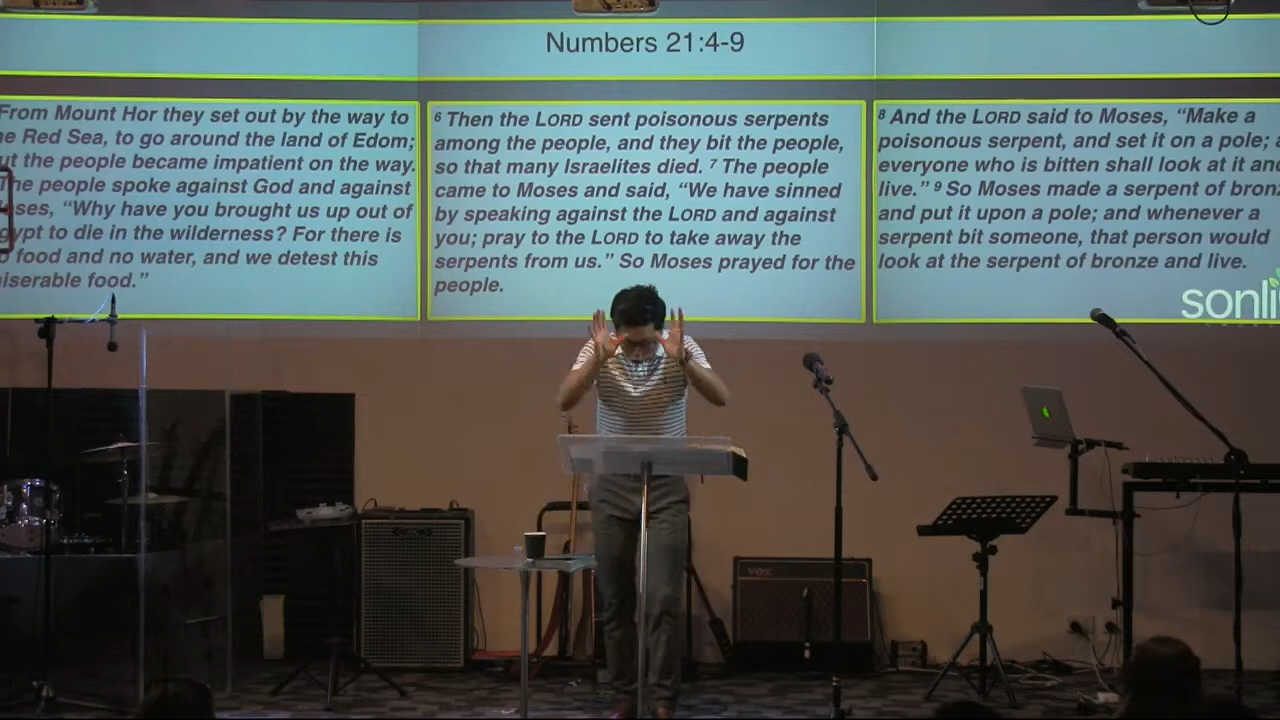 Numbers 21:4-9
From Mount Hor they set out by the way to
Red Sea, to go around the land of Edom;
the people became impatient on the way.
The people spoke against God and against
“Why have you brought us up out of
to die in the wilderness? For there is
food and no water, and we detest this
food.”
6 Then the LORD sent poisonous serpents
among the people, and they bit the people,
so that many Israelites died. 7 The people
came to Moses and said, “We have sinned
by speaking against the LORD and against
you; pray to the LORD to take away the
serpents from us.” So Moses prayed for the
people.
8 And the LORD said to Moses, “Make a
poisonous serpent, and set it on a pole;
everyone who is bitten shall look at it and
live.” 9 So Moses made a serpent of
and put it upon a pole; and whenever a
serpent bit someone, that person would
look at the serpent of bronze and live.
VOX